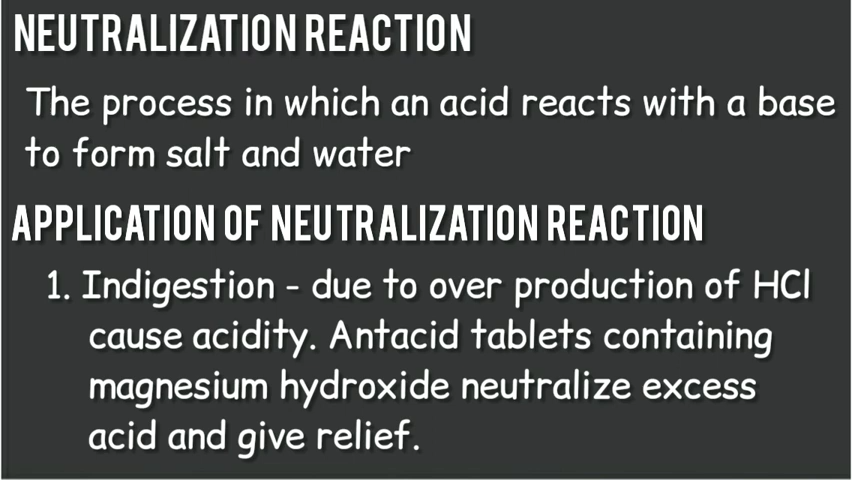 NEUTRALIZATION REACTION
The process in which an acid reacts with a base
to form salt and water
APPLICATION OF NEUTRALIZATION REACTION
1. Indigestion - due to over production of HCl
cause acidity. Antacid tablets containing
magnesium hydroxide neutralize excess
acid and give relief.